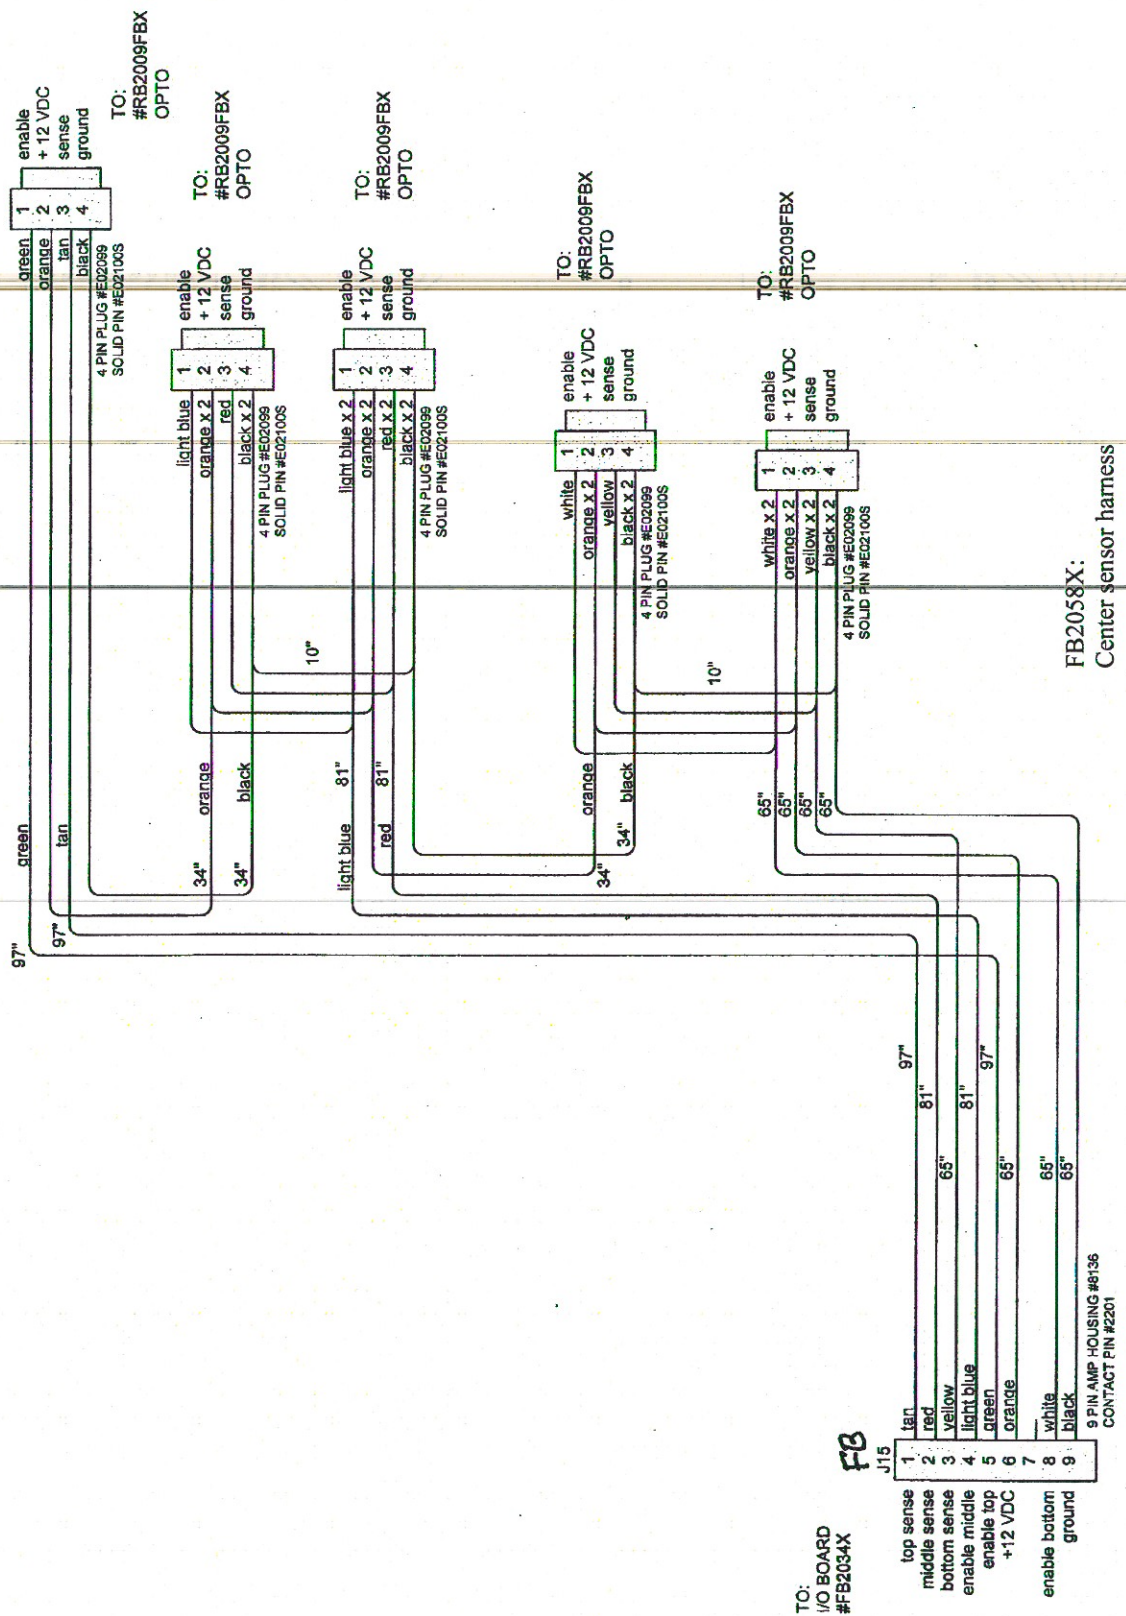 enable
+ 12 VDC
sense
ground
1
2
3
4
green
orange
tan
black
4 PIN PLUG #E02099
SOLID PIN #E02100S
TO:
#RB2009FBX
OPTO
enable
+ 12 VDC
sense
ground
1
2
3
4
light blue
orange x 2
red
black x 2
4 PIN PLUG #E02099
SOLID PIN #E02100S
TO:
#RB2009FBX
OPTO
enable
+ 12 VDC
sense
ground
1
2
3
4
light blue x 2
orange x 2
red x 2
black x 2
4 PIN PLUG #E02099
SOLID PIN #E02100S
TO:
#RB2009FBX
OPTO
enable
+ 12 VDC
sense
ground
1
2
3
4
white
orange x 2
yellow
black x 2
4 PIN PLUG #E02099
SOLID PIN #E02100S
TO:
#RB2009FBX
OPTO
enable
+ 12 VDC
sense
ground
1
2
3
4
white x 2
orange x 2
yellow x 2
black x 2
4 PIN PLUG #E02099
SOLID PIN #E02100S
TO:
#RB2009FBX
OPTO
10"
10"
green
tan
orange
black
light blue
81"
red
81"
orange
black
97"
97"
34"
34"
34"
34"
65"
65"
65"
65"
97"
81"
65"
81"
97"
65"
65"
65"
FB2058X:
Center sensor harness
FB
J15
1
2
3
4
5
6
7
8
9
tan
red
yellow
light blue
green
orange
white
black
top sense
middle sense
bottom sense
enable middle
enable top
+12 VDC
enable bottom
ground
9 PIN AMP HOUSING #8136
CONTACT PIN #2201
TO:
I/O BOARD
#FB2034X